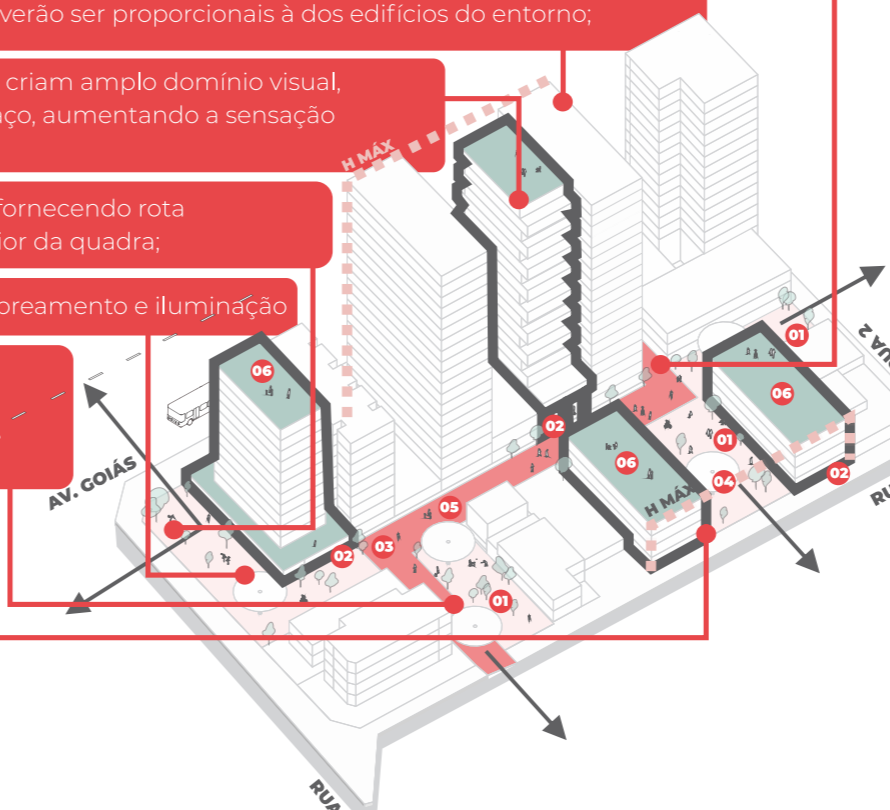 verão ser proporcionais à dos edifícios do entorno;
criam amplo domínio visual,
aço, aumentando a sensação
H MÁX
fornecendo rota
ior da quadra;
breamento e iluminação
01
06
RUA 2
06
02
01
06
04
02
H MÁX
AV. GOIÁS
05
02
03
01
RU
RUA